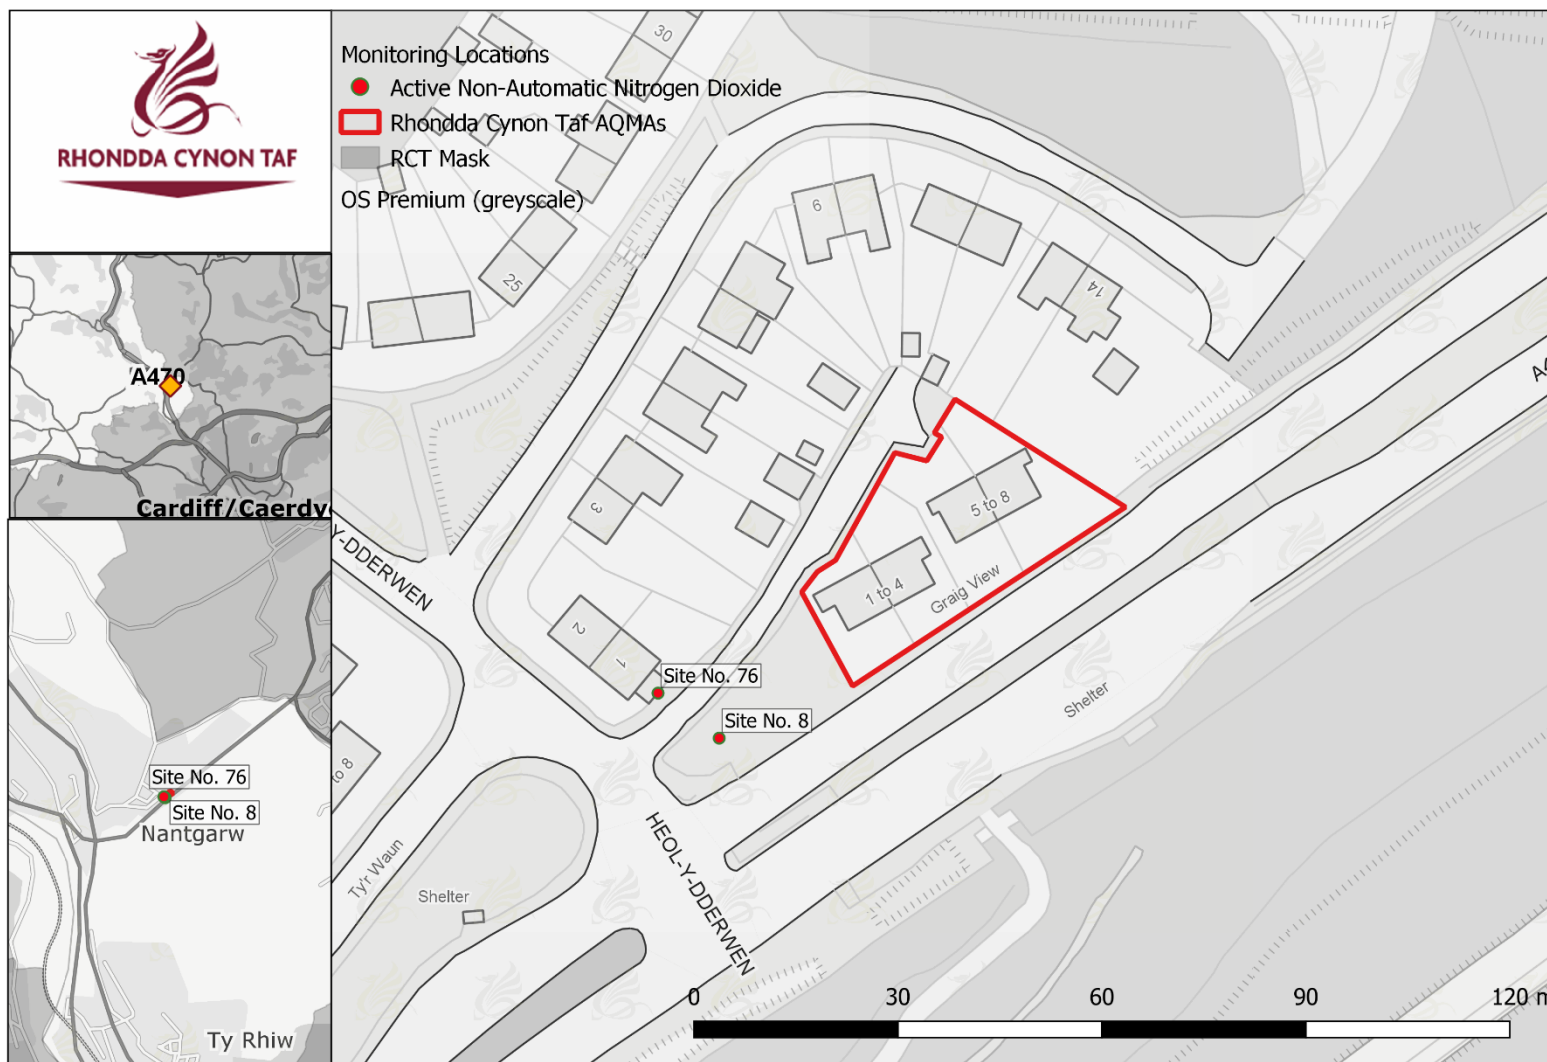 RHONDDA CYNON TAF
Monitoring Locations
Active Non-Automatic Nitrogen Dioxide
Rhondda Cynon Taf AQMAs
RCT Mask
OS Premium (greyscale)
A470
Cardiff/Caerdy
Site No. 76
Site No. 8
Nantgarw
Ty Rhiw
30
25
6
14
A4
3
5 to 8
1 to 4
Graig View
Y-DDERWEN
2
1
Site No. 76
Site No. 8
Shelter
to 8
Ty'r Waun
Shelter
HEOL-Y-DDERWEN
0 30 60 90 120 m